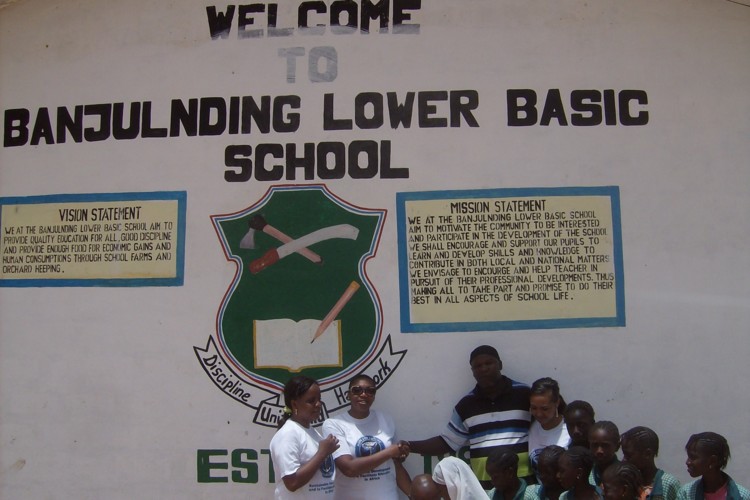 WELCOME
TO
BANJULNDING LOWER BASIC
SCHOOL
VISION STATEMENT
WE AT THE BANJULNDING LOWER BASIC SCHOOL AIM TO
PROVIDE QUALITY EDUCATION FOR ALL, GOOD DISCIPLINE
AND PROVIDE ENOUGH FOOD FOR ECONOMIC GAINS AND
HUMAN CONSUMPTIONS THROUGH SCHOOL FARMS AND
ORCHARD KEEPING.
MISSION STATEMENT
WE AT THE BANJULNDING LOWER BASIC SCHOOL
AIM TO MOTIVATE THE COMMUNITY TO BE INTERESTED
AND PARTICIPATE IN THE DEVELOPMENT OF THE SCHOOL
WE SHALL ENCOURAGE AND SUPPORT OUR PUPILS TO
LEARN AND DEVELOP SKILLS AND KNOWLEDGE TO
CONTRIBUTE IN BOTH LOCAL AND NATIONAL MATTERS
WE ENVISAGE TO ENCOURGE AND HELP TEACHER IN
PURSUIT OF THEIR PROFESSIONAL DEVELOPMENTS, THUS
MAKING ALL TO TAKE PART AND PROMISE TO DO THEIR
BEST IN ALL ASPECTS OF SCHOOL LIFE.
Discipline
EST